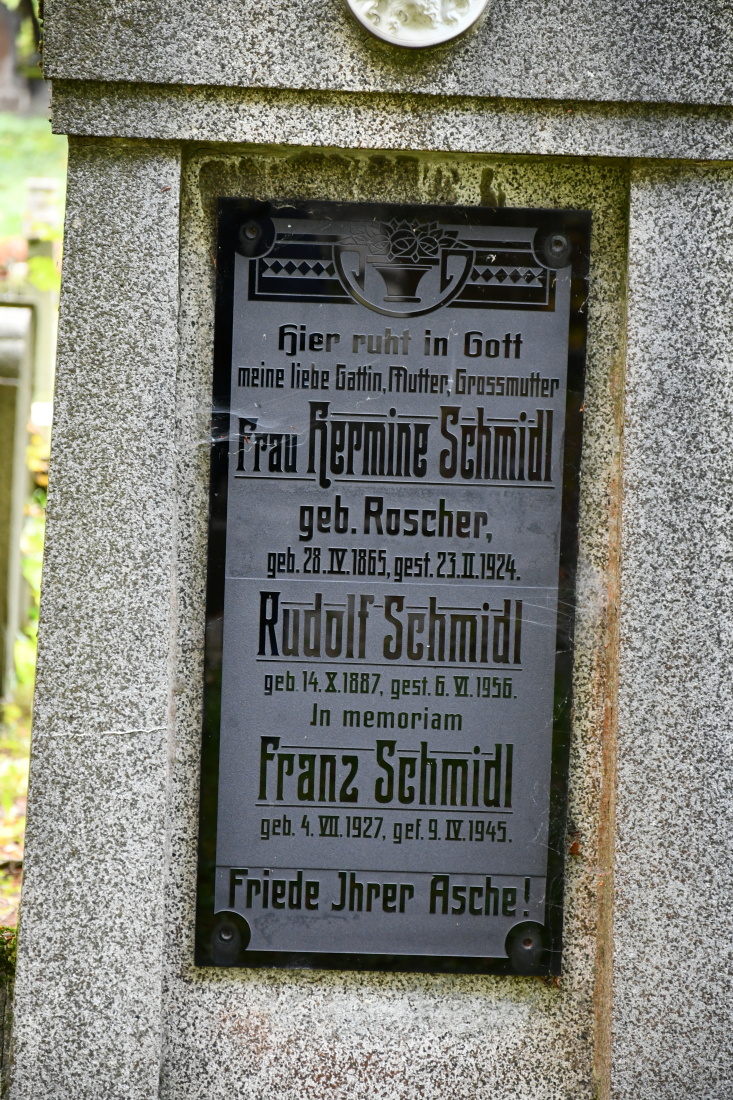 Hier ruht in Gott
meine liebe Gattin, Mutter, Grossmutter
Frau Hermine Schmidl
geb. Roscher,
geb. 28. IV. 1865, gest. 23. II. 1924.
Rudolf Schmidl
geb. 14. X. 1887, gest. 6. VI. 1956.
In memoriam
Franz Schmidl
geb. 4. VII. 1927, gef. 9. IV. 1945.
Friede Ihrer Asche!